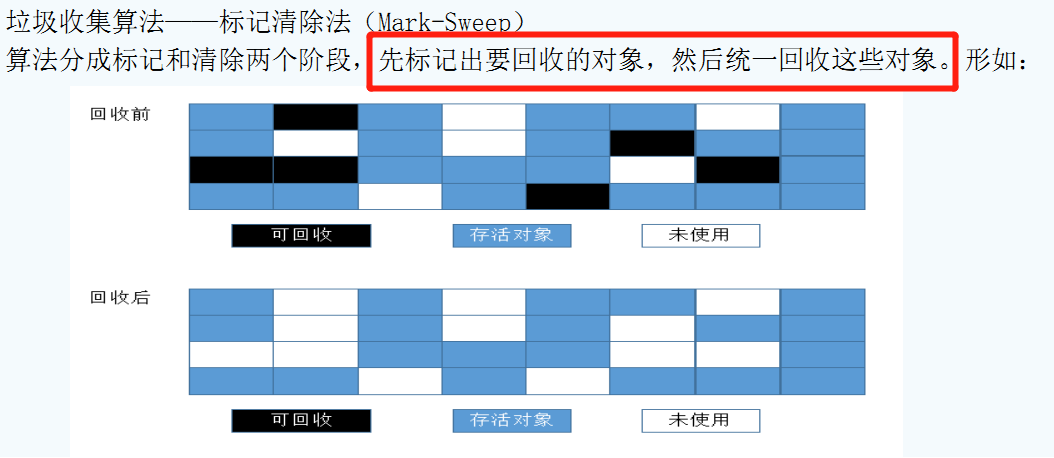 垃圾收集算法——标记清除法（Mark-Sweep）
算法分成标记和清除两个阶段，先标记出要回收的对象，然后统一回收这些对象。形如：
回收前
可回收 存活对象 未使用
回收后
可回收 存活对象 未使用